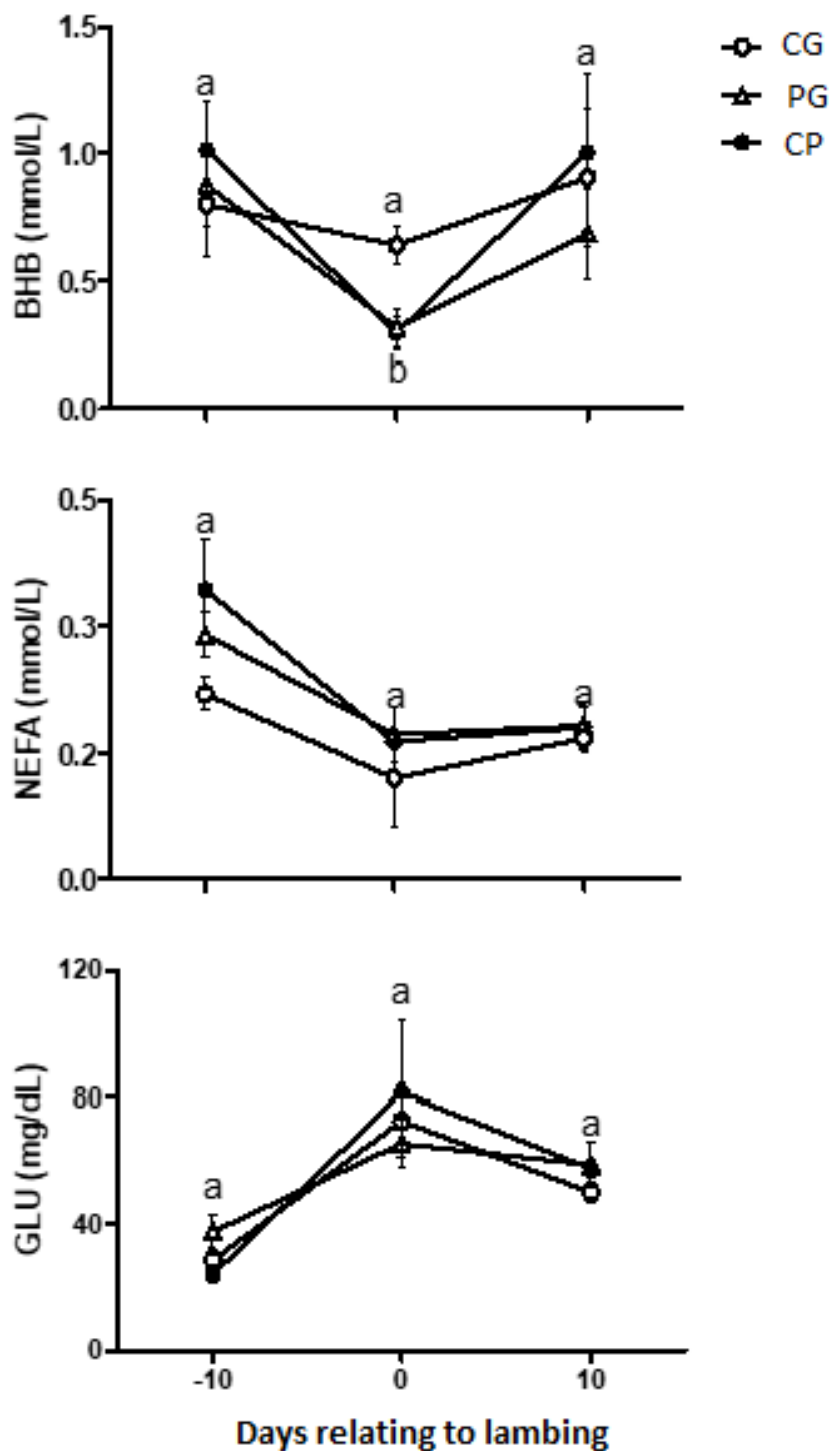 1.5
a
a
CG
PG
CP
1.0
a
BHB (mmol/L)
0.5
b
0.0
0.5
a
0.3
NEFA (mmol/L)
a
a
0.2
0.0
120
a
80
GLU (mg/dL)
a
a
40
0
-10
0
10
Days relating to lambing